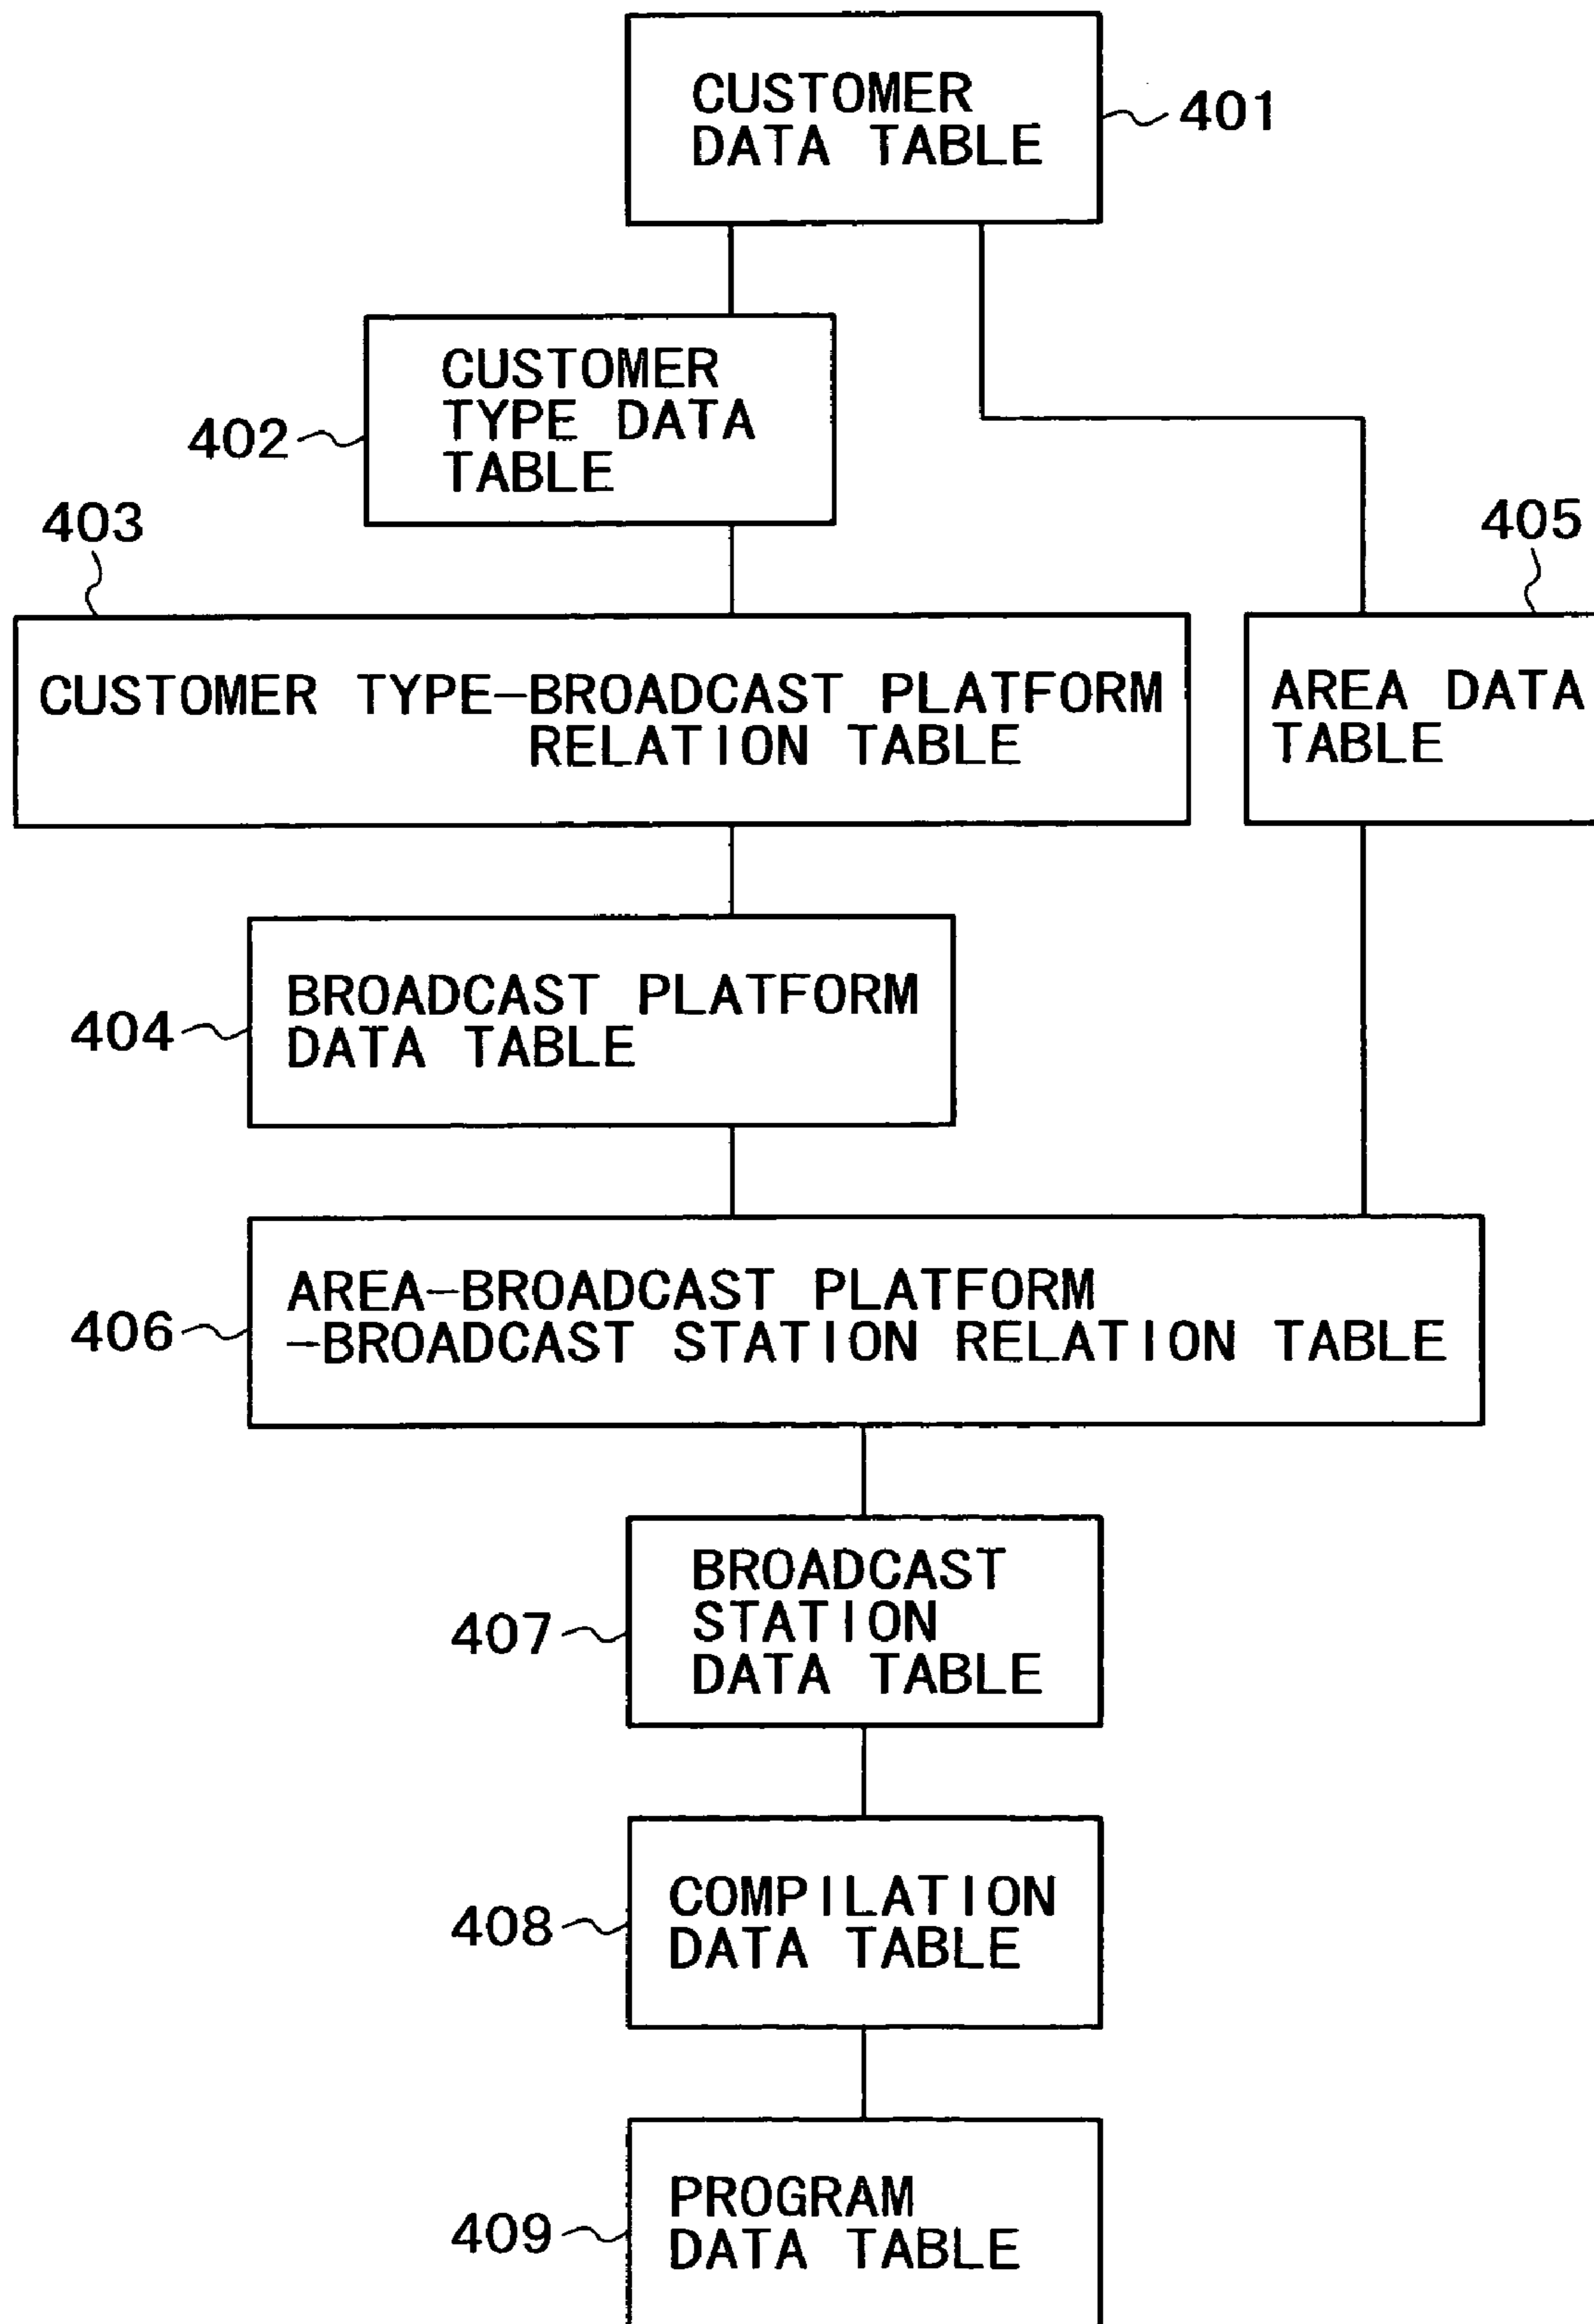 CUSTOMER
DATA TABLE
401
CUSTOMER
TYPE DATA
TABLE
402
403
405
CUSTOMER TYPE-BROADCAST PLATFORM
RELATION TABLE
AREA DATA
TABLE
BROADCAST PLATFORM
DATA TABLE
404
AREA-BROADCAST PLATFORM
-BROADCAST STATION RELATION TABLE
406
BROADCAST
STATION
DATA TABLE
407
COMPILATION
DATA TABLE
408
PROGRAM
DATA TABLE
409